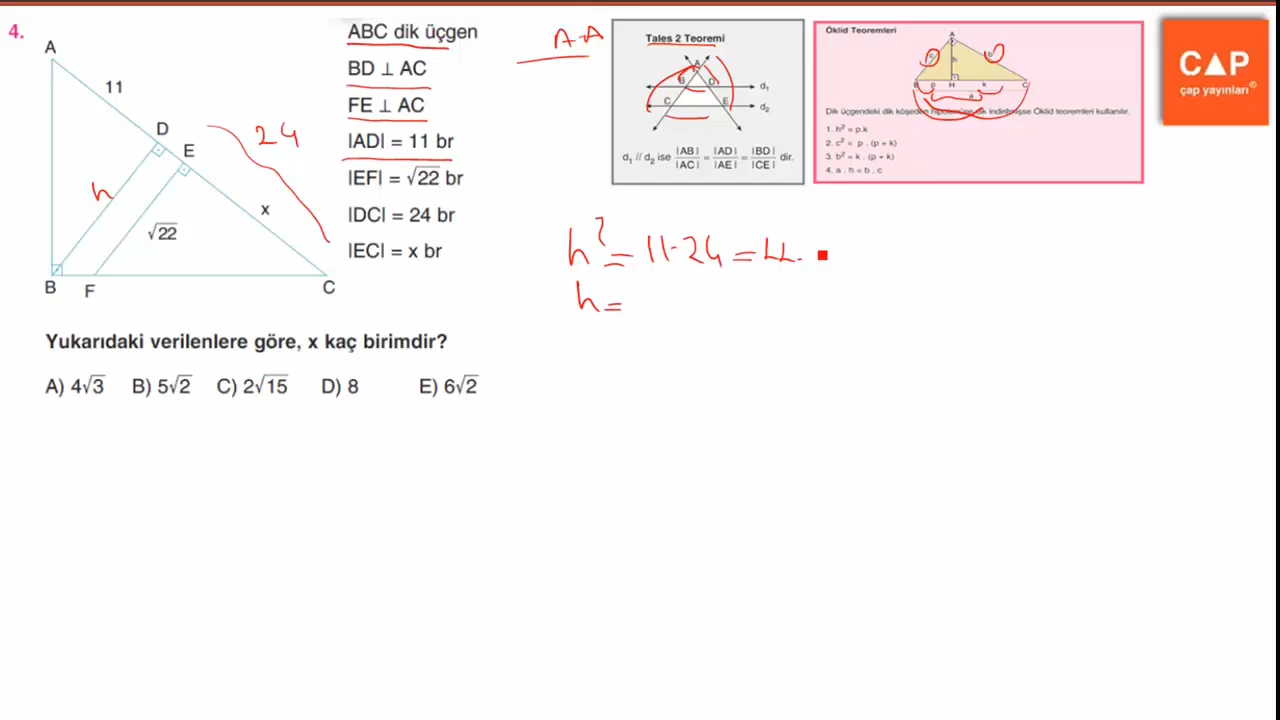 4.
A
11
D
E
24
h
x
√22
B
F
C
ABC dik üçgen
BD ⊥ AC
FE ⊥ AC
|AD| = 11 br
|EF| = √22 br
|DC| = 24 br
|EC| = x br
A.A
Tales 2 Teoremi
A
B
D
d₁
C
E
d₂
d₁ // d₂ ise |AB|/|AC| = |AD|/|AE| = |BD|/|CE| dir.
Öklid Teoremleri
A
c
b
h
B
p
H
k
C
a
Dik üçgendeki dik köşeden hipotenüse dik indirilmişse Öklid teoremleri kullanılır.
1. h² = p.k
2. c² = p . (p + k)
3. b² = k . (p + k)
4. a . h = b . c
CAP
çap yayınları®
h² = 11·24 = 22·
h =
Yukarıdaki verilenlere göre, x kaç birimdir?
A) 4√3 B) 5√2 C) 2√15 D) 8 E) 6√2